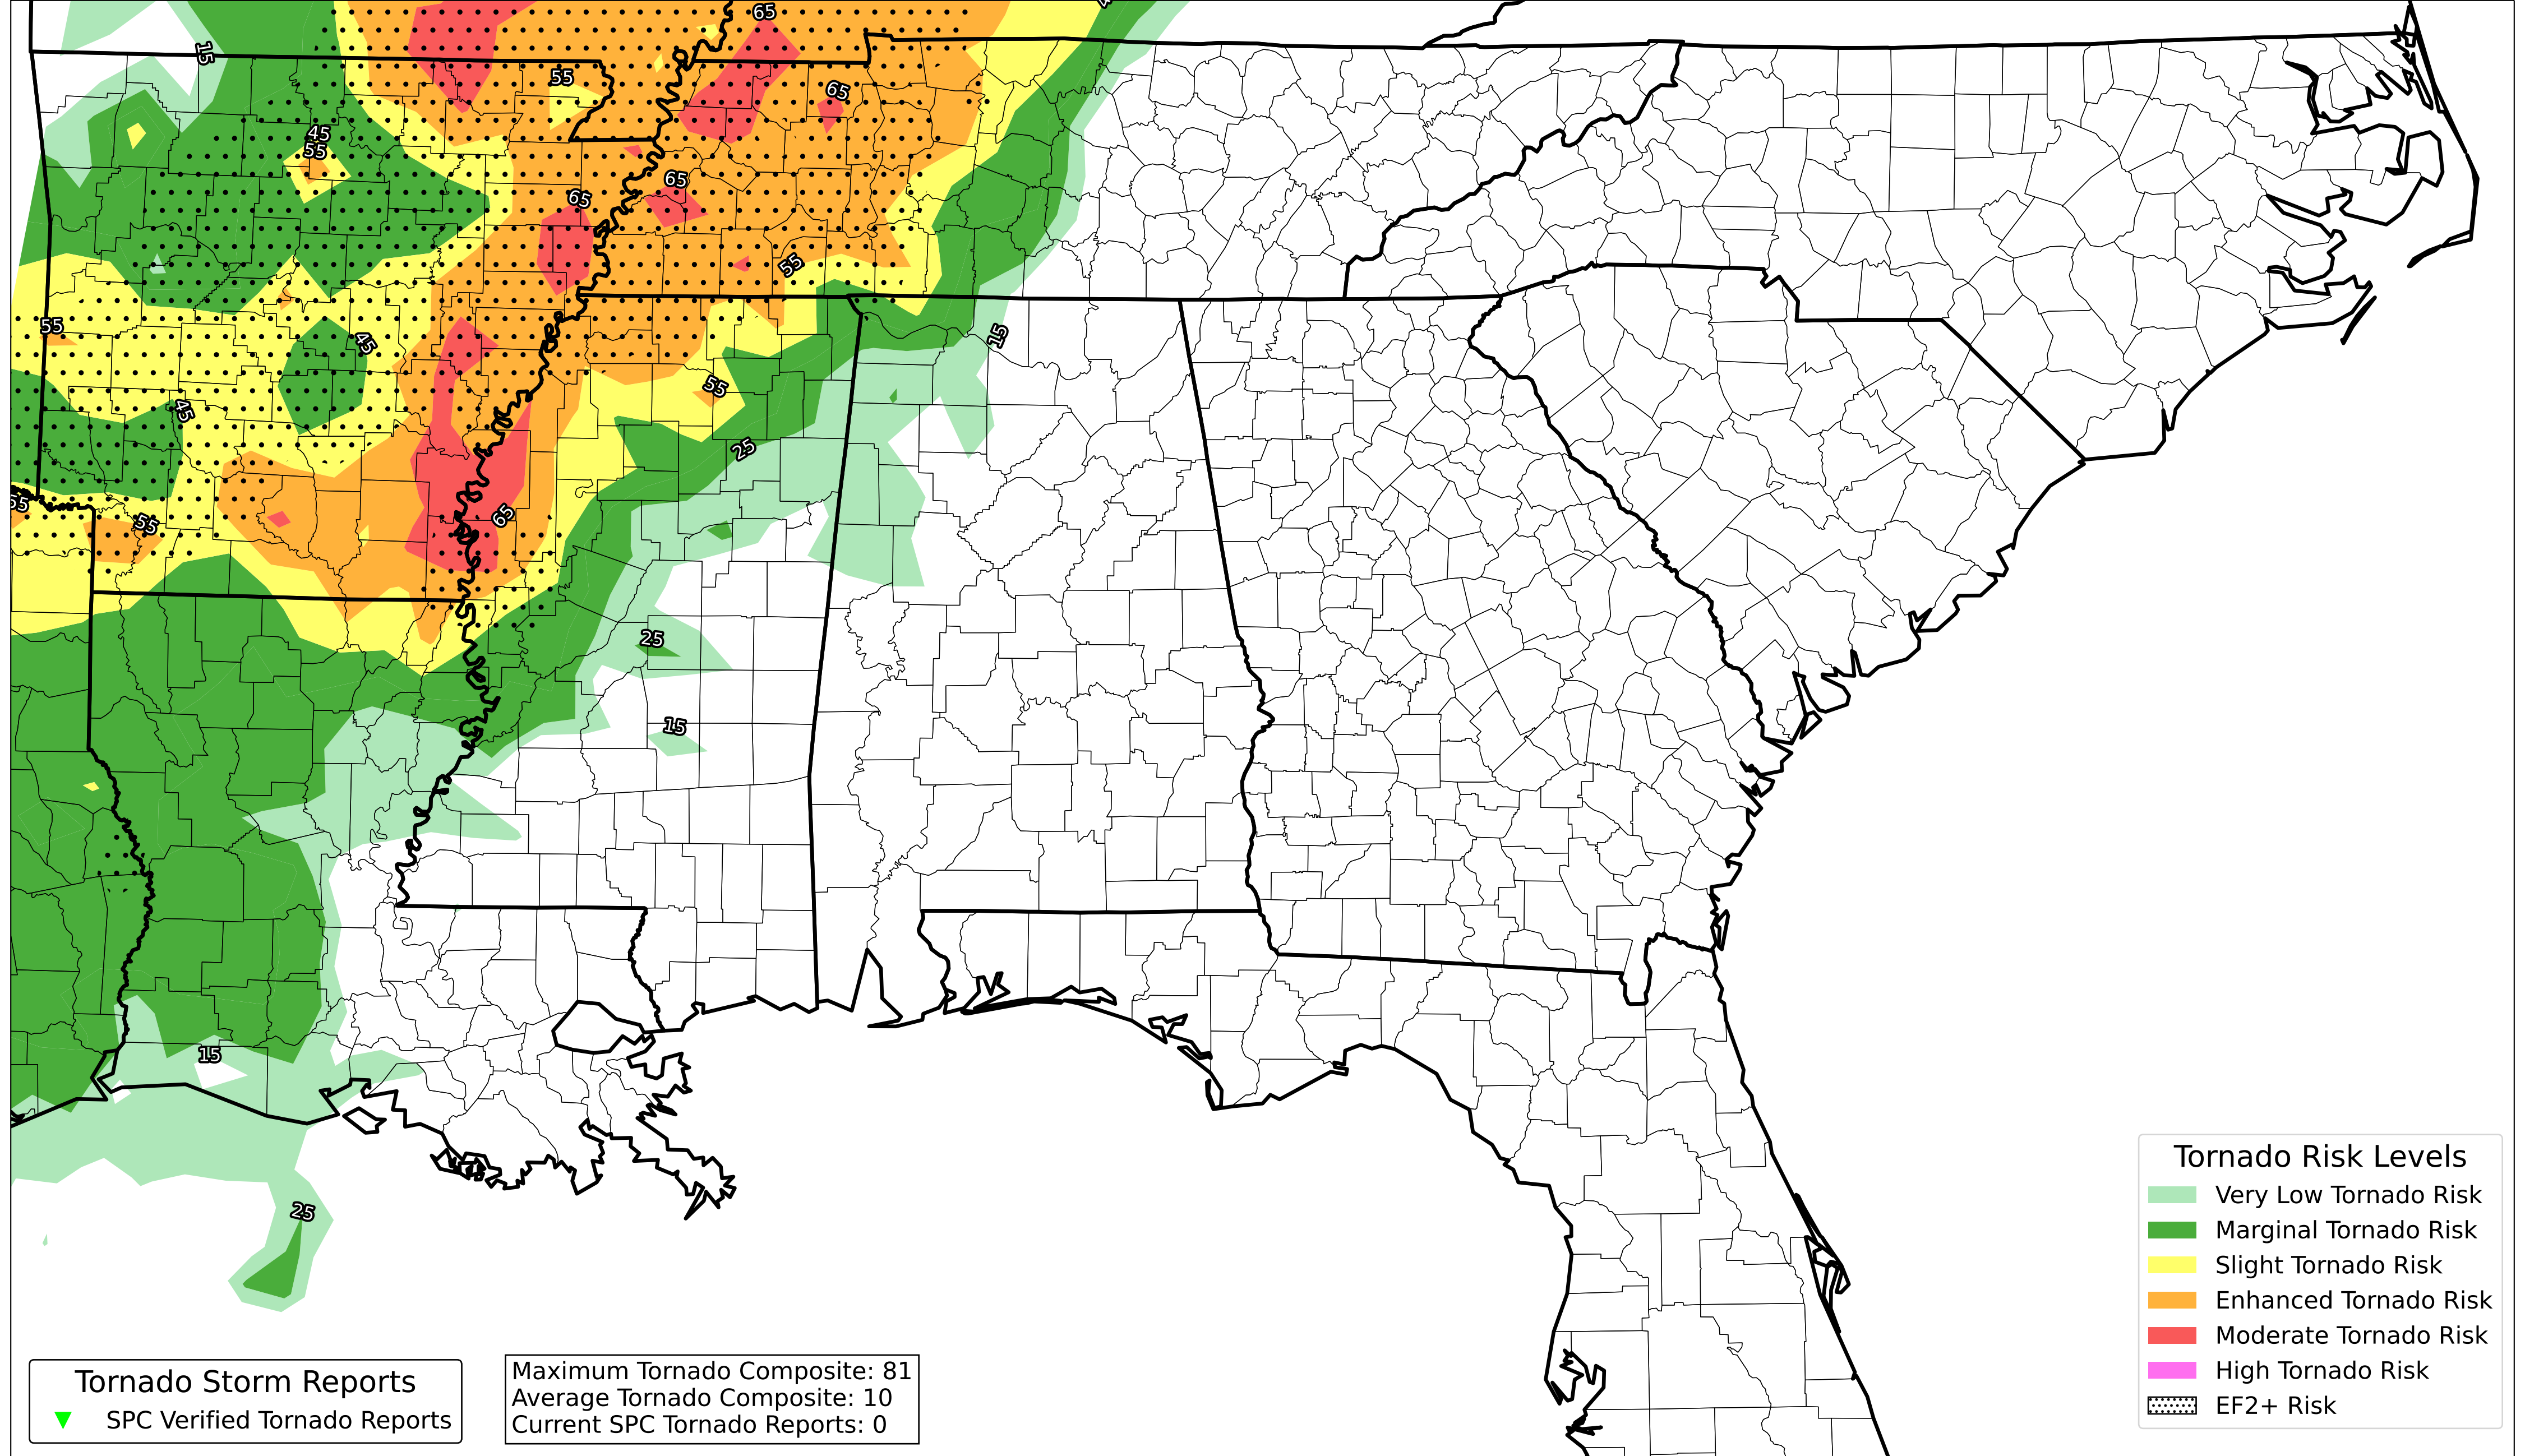 65
15
55
65
45
55
65
65
55
55
15
45
55
45
25
55
55
65
25
15
15
25
Tornado Risk Levels
Very Low Tornado Risk
Marginal Tornado Risk
Slight Tornado Risk
Enhanced Tornado Risk
Moderate Tornado Risk
High Tornado Risk
EF2+ Risk
Tornado Storm Reports
SPC Verified Tornado Reports
Maximum Tornado Composite: 81
Average Tornado Composite: 10
Current SPC Tornado Reports: 0